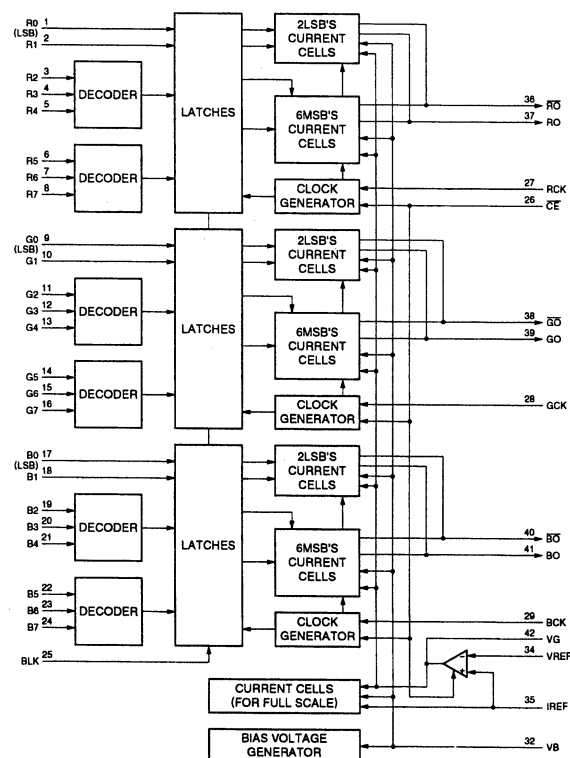 R0 1
(LSB)
R1 2
2LSB'S
CURRENT
CELLS
R2 3
R3 4
R4 5
DECODER
LATCHES
6MSB'S
CURRENT
CELLS
36 RO
37 RO
R5 6
R6 7
R7 8
DECODER
CLOCK
GENERATOR
27 RCK
26 CE
G0 9
(LSB)
G1 10
2LSB'S
CURRENT
CELLS
G2 11
G3 12
G4 13
DECODER
LATCHES
6MSB'S
CURRENT
CELLS
38 GO
39 GO
G5 14
G6 15
G7 16
DECODER
CLOCK
GENERATOR
28 GCK
B0 17
(LSB)
B1 18
2LSB'S
CURRENT
CELLS
B2 19
B3 20
B4 21
DECODER
LATCHES
6MSB'S
CURRENT
CELLS
40 BO
41 BO
B5 22
B6 23
B7 24
DECODER
CLOCK
GENERATOR
29 BCK
42 VG
BLK 25
34 VREF
- +
CURRENT CELLS
(FOR FULL SCALE)
35 IREF
BIAS VOLTAGE
GENERATOR
32 VB